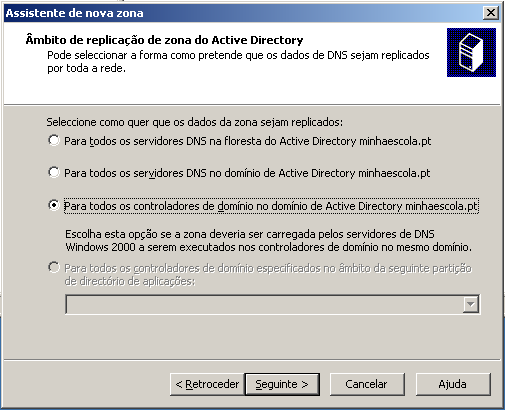 Assistente de nova zona
Âmbito de replicação de zona do Active Directory
Pode seleccionar a forma como pretende que os dados de DNS sejam replicados
por toda a rede.
Seleccione como quer que os dados da zona sejam replicados:
Para todos os servidores DNS na floresta do Active Directory minhaescola.pt
Para todos os servidores DNS no domínio de Active Directory minhaescola.pt
Para todos os controladores de domínio no domínio de Active Directory minhaescola.pt
Escolha esta opção se a zona deveria ser carregada pelos servidores de DNS
Windows 2000 a serem executados nos controladores de domínio no mesmo domínio.
Para todos os controladores de domínio especificados no âmbito da seguinte partição
de directório de aplicações:
< Retroceder Seguinte > Cancelar Ajuda